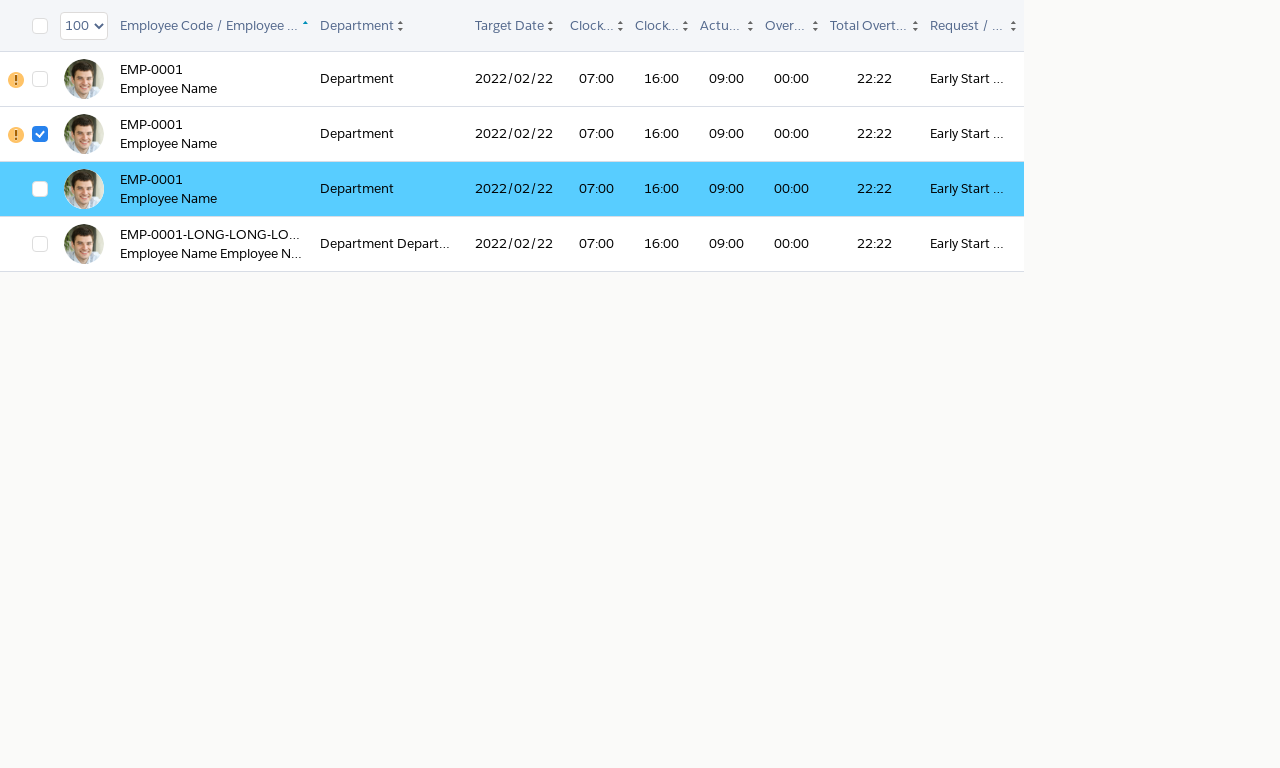 100 Employee Code / Employee ... Department Target Date Clock... Clock... Actu... Over... Total Overt... Request / ...
EMP-0001
Employee Name Department 2022/02/22 07:00 16:00 09:00 00:00 22:22 Early Start ...
EMP-0001
Employee Name Department 2022/02/22 07:00 16:00 09:00 00:00 22:22 Early Start ...
EMP-0001
Employee Name Department 2022/02/22 07:00 16:00 09:00 00:00 22:22 Early Start ...
EMP-0001-LONG-LONG-LO...
Employee Name Employee N... Department Depart... 2022/02/22 07:00 16:00 09:00 00:00 22:22 Early Start ...